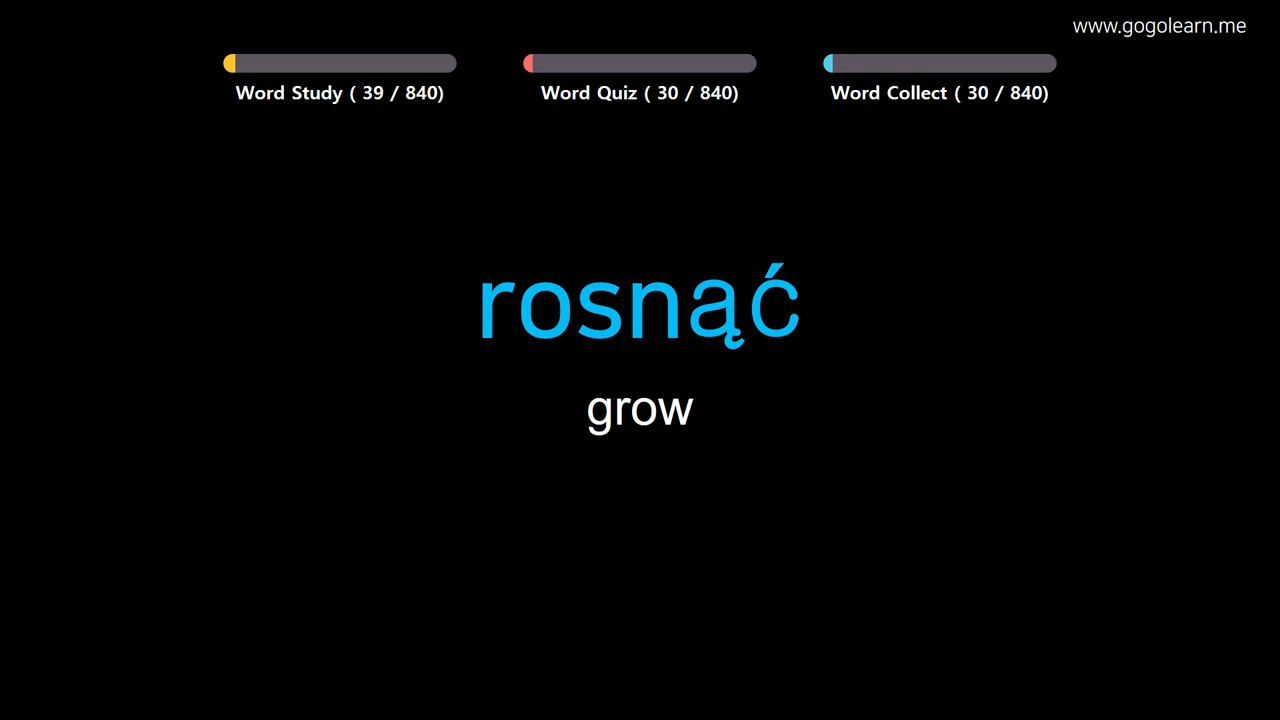 www.gogolearn.me
Word Study ( 39 / 840)
Word Quiz ( 30 / 840)
Word Collect ( 30 / 840)
rosnąć
grow